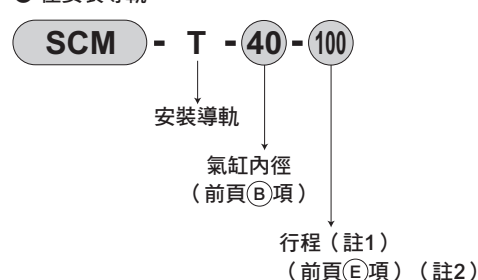 SCM - T - 40 - 100
安裝導軌
氣缸內徑
（前頁Ⓑ項）
行程（註1）
（前頁Ⓔ項）（註2）